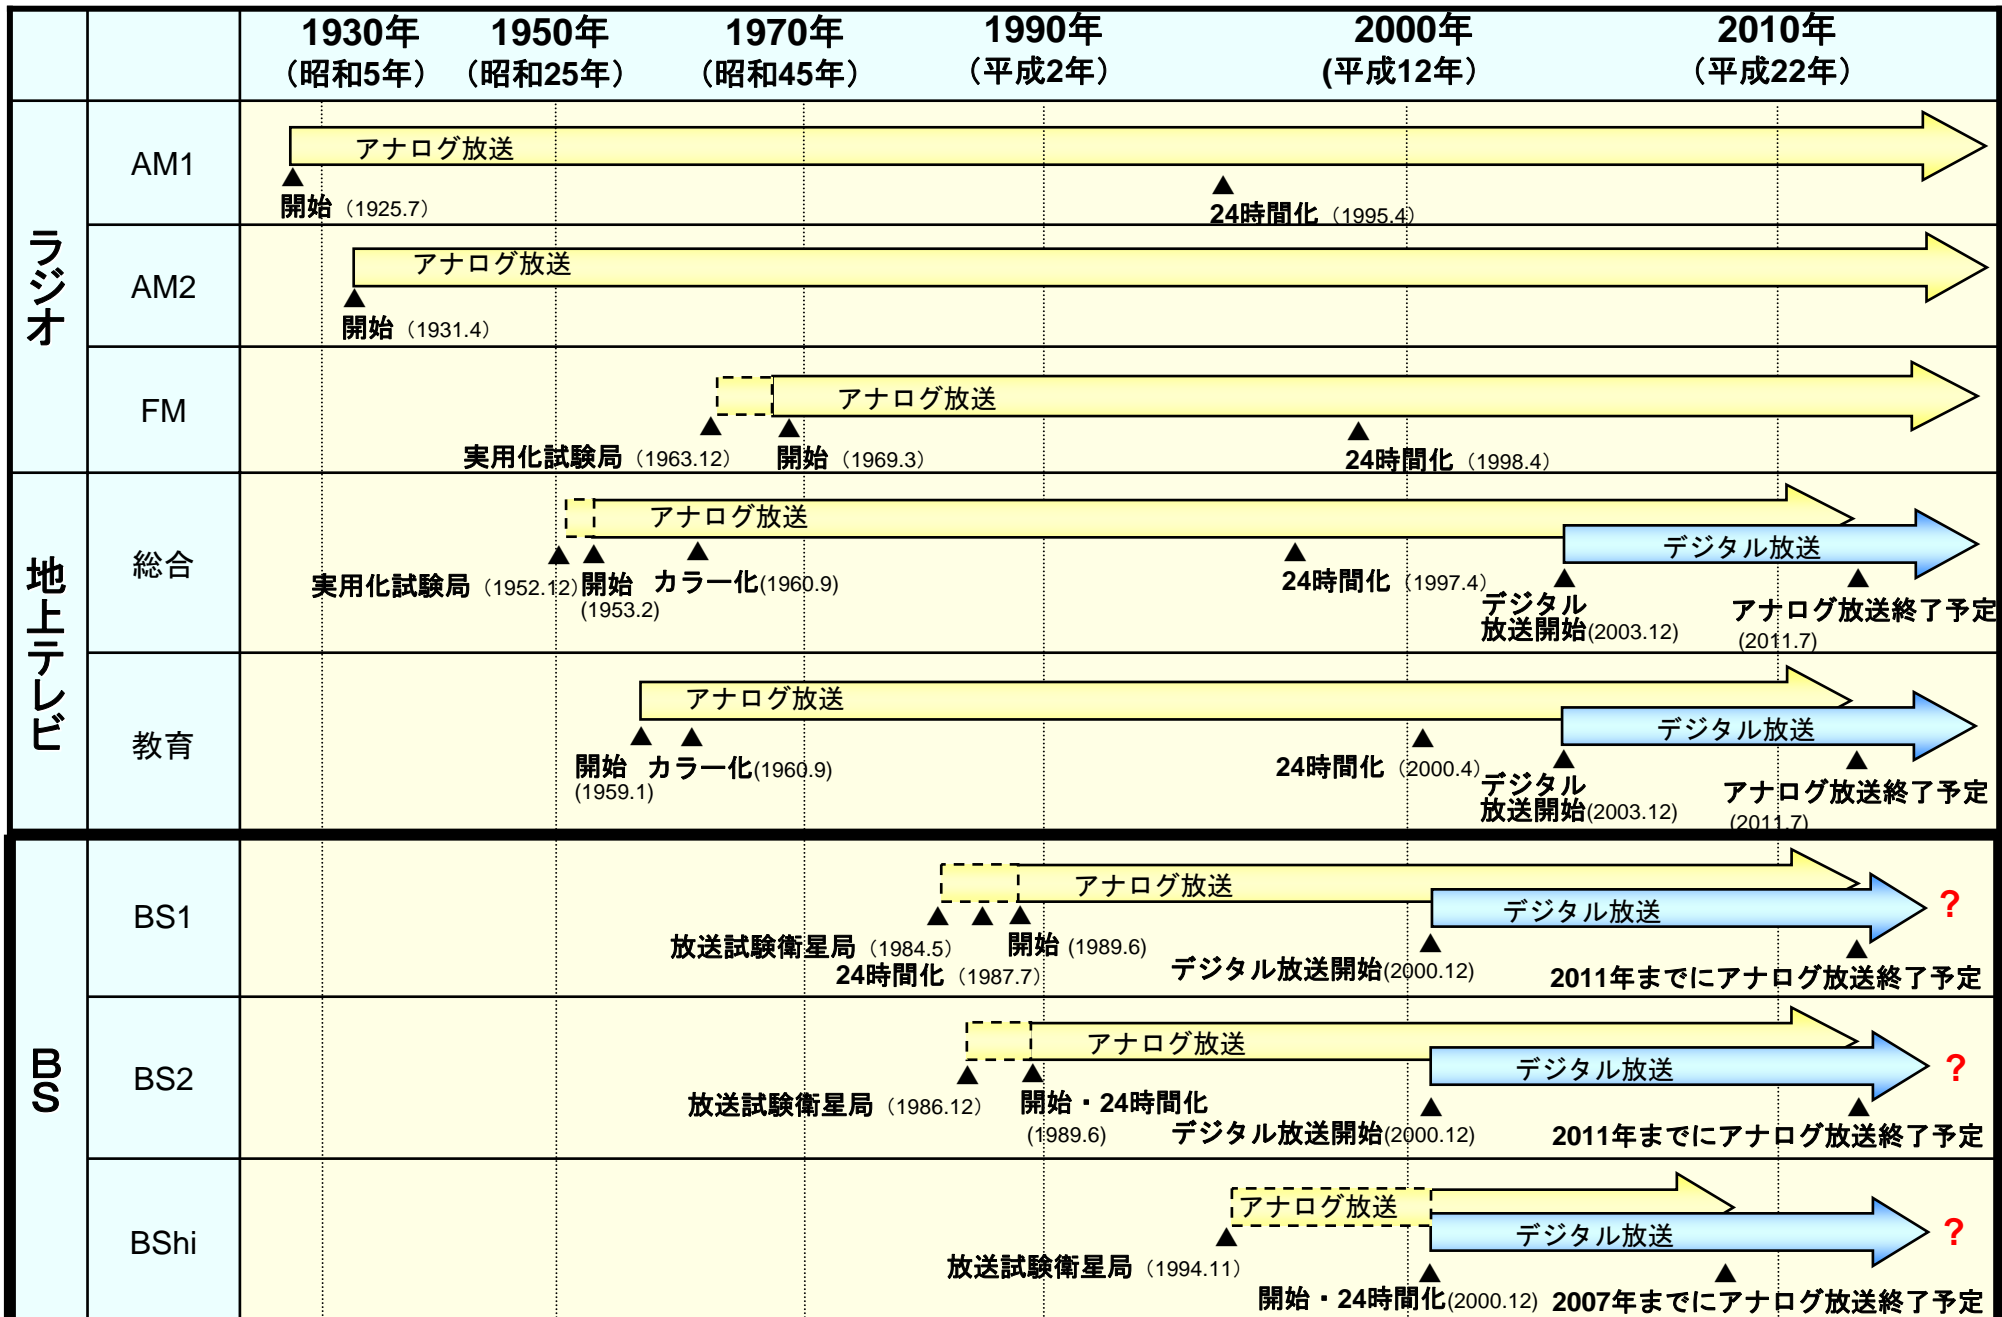 1930年 1950年 1970年 1990年 2000年 2010年
（昭和5年） （昭和25年） （昭和45年） （平成2年） (平成12年） （平成22年）
ラジオ
AM1
アナログ放送
開始（1925.7）
24時間化（1995.4）
AM2
アナログ放送
開始（1931.4）
FM
アナログ放送
実用化試験局（1963.12） 開始（1969.3） 24時間化（1998.4）
地上テレビ
総合
アナログ放送
デジタル放送
実用化試験局（1952.12） 開始 カラー化(1960.9) 24時間化（1997.4）
(1953.2)
デジタル
放送開始(2003.12)
アナログ放送終了予定
(2011.7)
教育
アナログ放送
デジタル放送
開始 カラー化(1960.9) 24時間化（2000.4）
(1959.1)
デジタル
放送開始(2003.12)
アナログ放送終了予定
(2011.7)
BS
BS1
アナログ放送
デジタル放送
?
放送試験衛星局（1984.5） 開始 (1989.6)
24時間化（1987.7）
デジタル放送開始(2000.12)
2011年までにアナログ放送終了予定
BS2
アナログ放送
デジタル放送
?
放送試験衛星局（1986.12） 開始・24時間化
(1989.6)
デジタル放送開始(2000.12)
2011年までにアナログ放送終了予定
BShi
アナログ放送
デジタル放送
?
放送試験衛星局（1994.11）
開始・24時間化(2000.12)
2007年までにアナログ放送終了予定